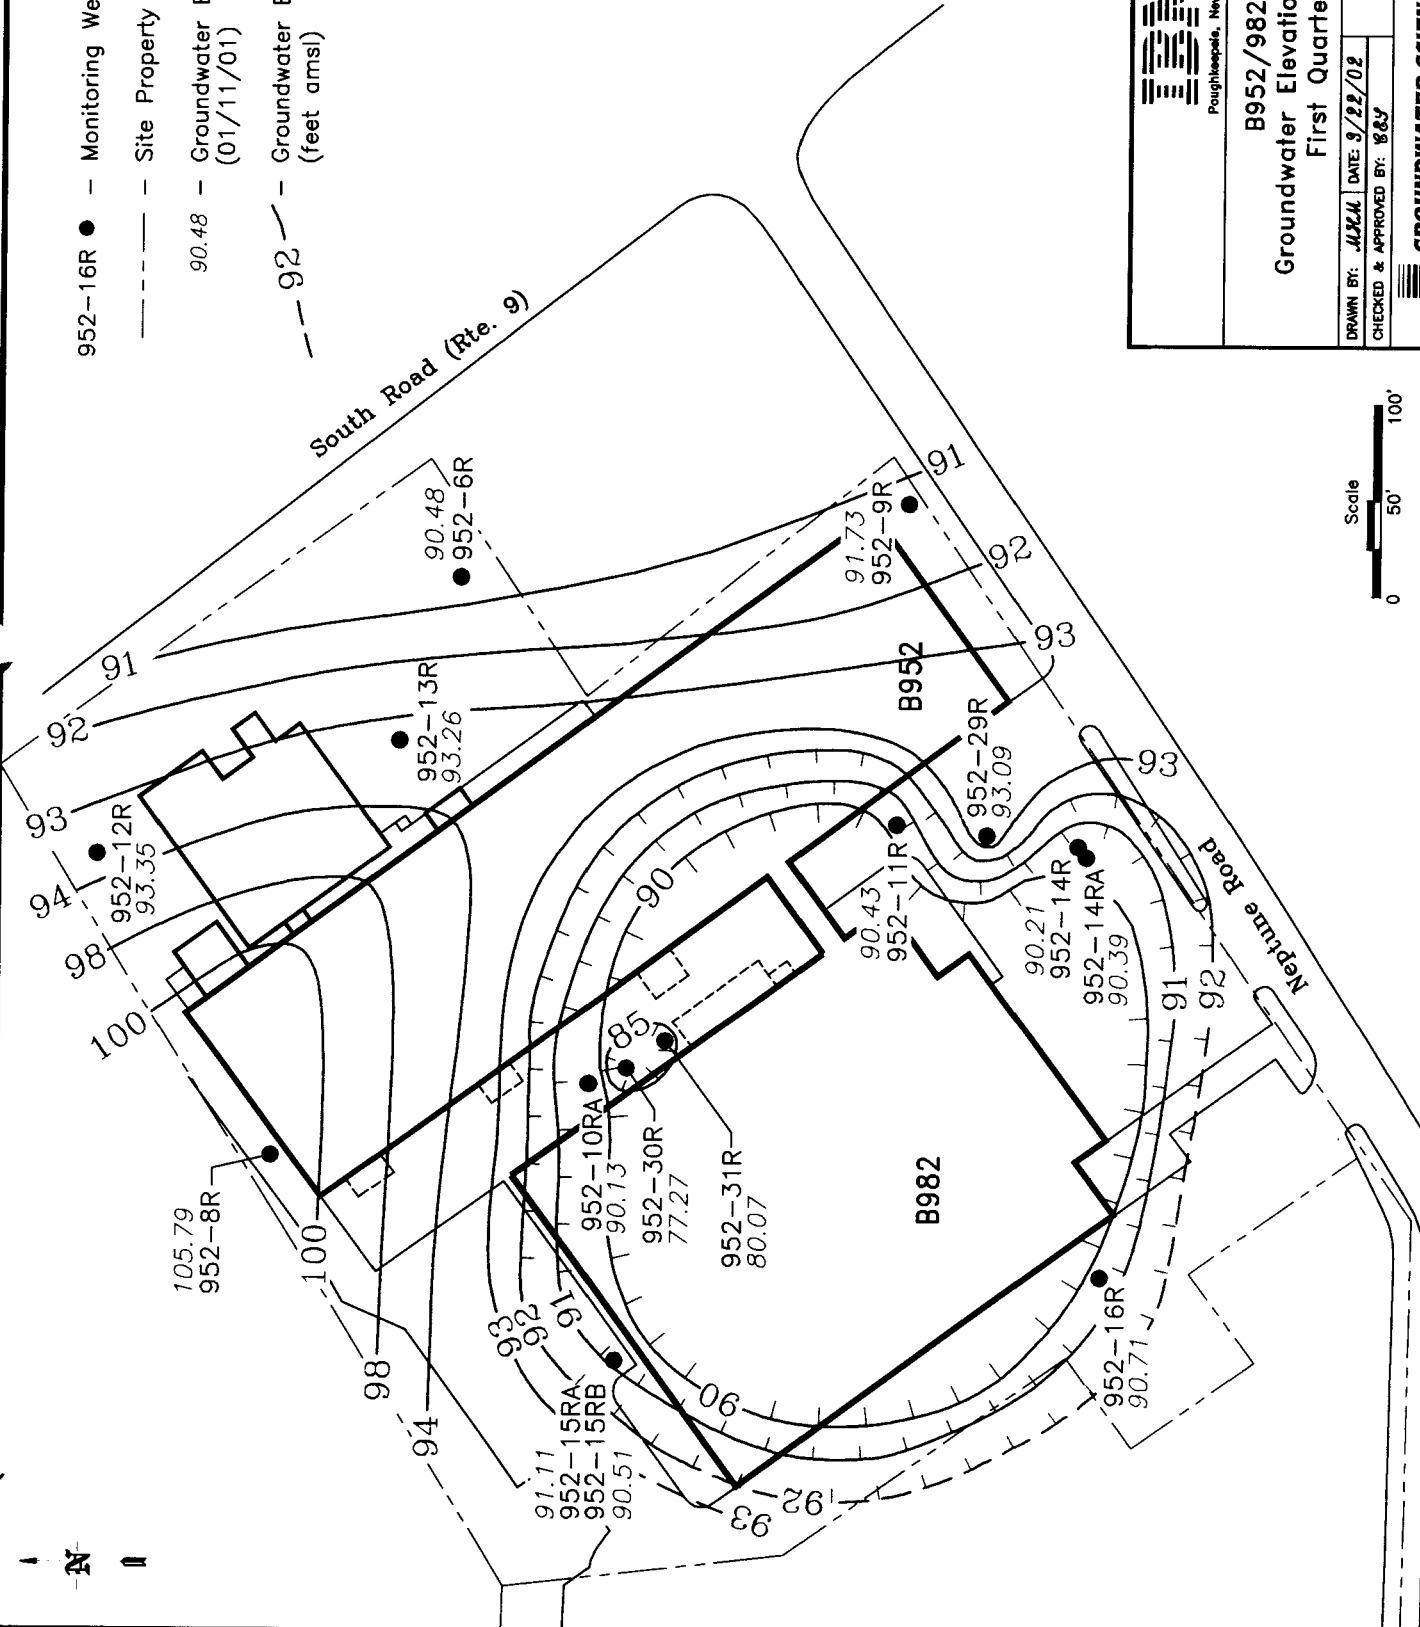 952-16R ● - Monitoring We
- Site Property
90.48 - Groundwater E
(01/11/01)
92 - Groundwater E
(feet amsl)
N
South Road (Rte. 9)
Neptune Road
91
92
93
94
98
100
952-12R
93.35
952-13R
93.26
90.48
952-6R
91.73
952-9R
91
92
93
B952
952-29R
93.09
93
90.43
952-11R
90.21
952-14R
952-14RA
90.39
91
92
90
85
105.79
952-8R
100
98
94
952-10RA
90.13
952-30R
77.27
952-31R
80.07
B982
93
92
91
90
91.11
952-15RA
952-15RB
90.51
93
92
952-16R
90.71
Scale
0 50' 100'
IBM
Poughkeepsie, New
B952/982
Groundwater Elevatio
First Quarte
DRAWN BY: MKM DATE: 3/22/02
CHECKED & APPROVED BY: